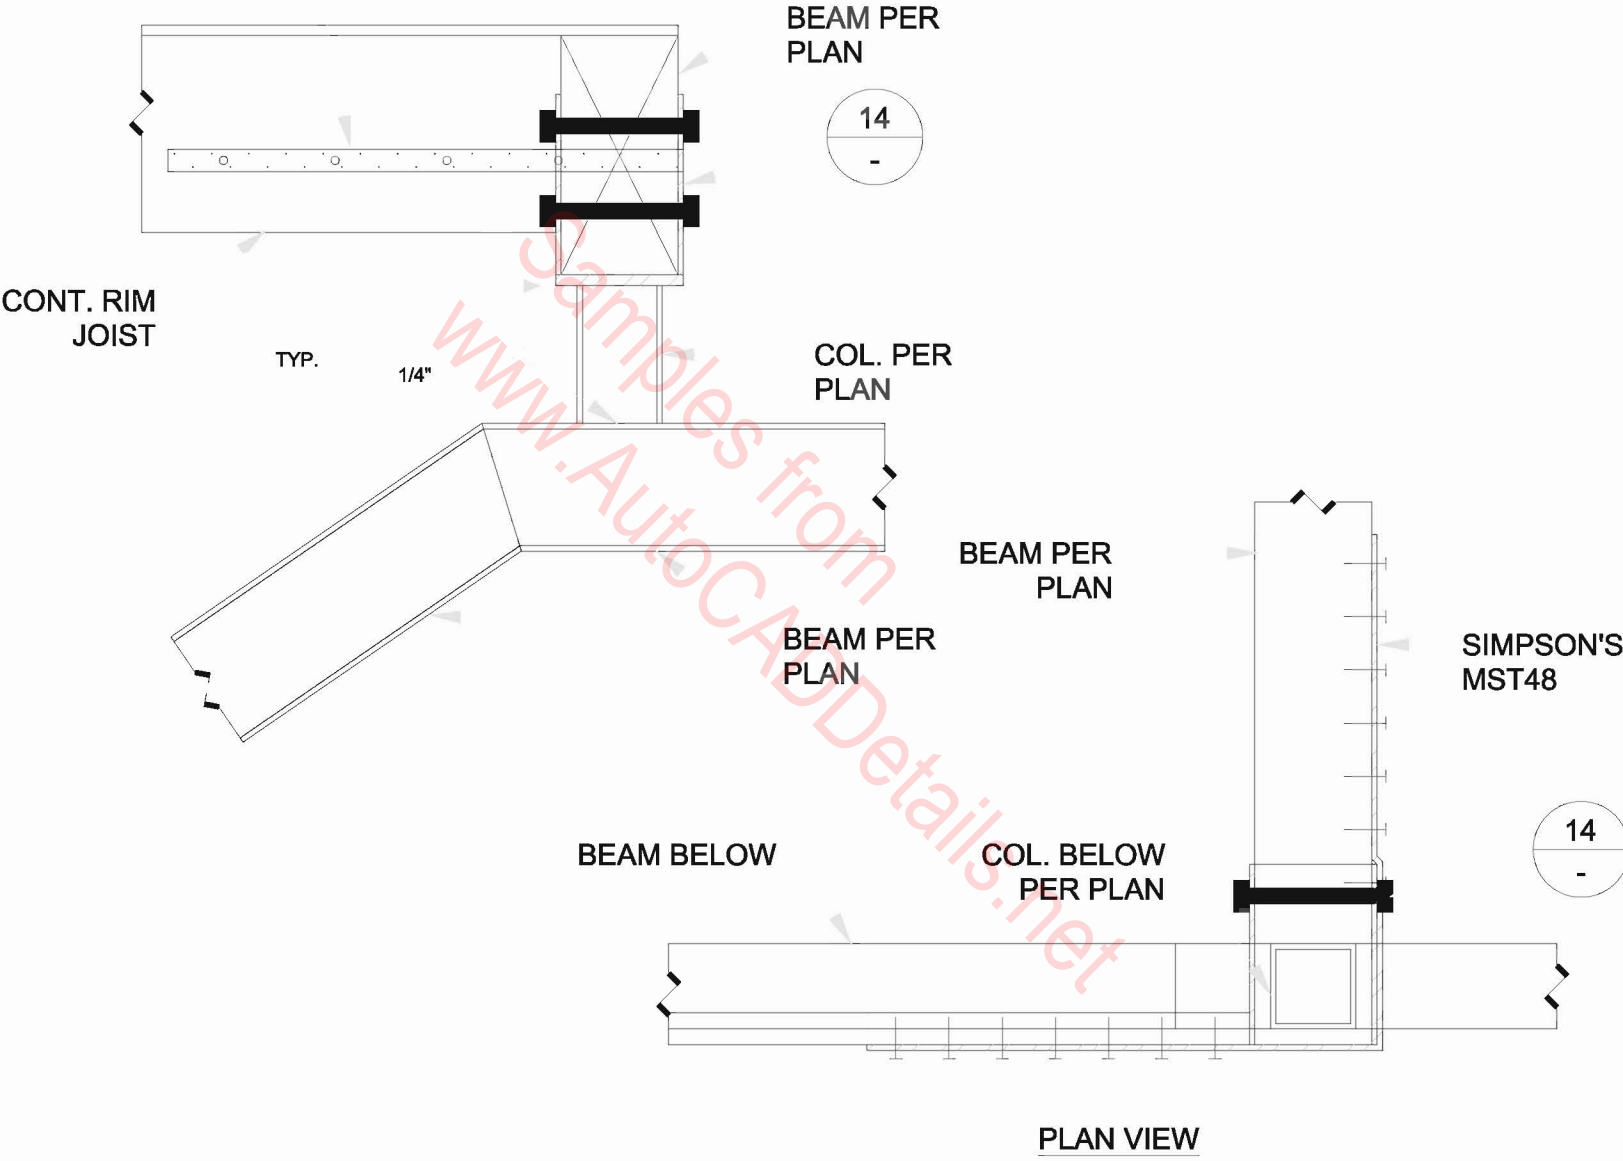 BEAM PER
PLAN
14
-
CONT. RIM
JOIST
TYP.
1/4"
COL. PER
PLAN
BEAM PER
PLAN
BEAM PER
PLAN
SIMPSON'S
MST48
BEAM BELOW
COL. BELOW
PER PLAN
14
-
PLAN VIEW
Samples from
www.AutoCADDetails.net